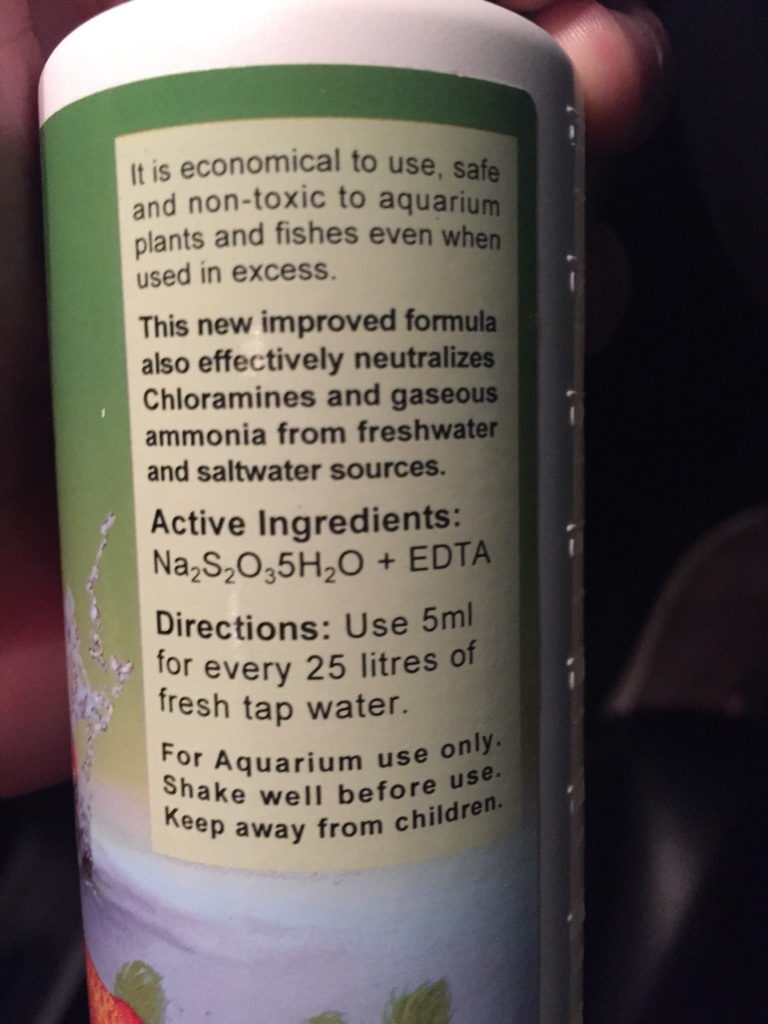 It is economical to use, safe
and non-toxic to aquarium
plants and fishes even when
used in excess.
This new improved formula
also effectively neutralizes
Chloramines and gaseous
ammonia from freshwater
and saltwater sources.
Active Ingredients:
Na₂S₂O₃5H₂O + EDTA
Directions: Use 5ml
for every 25 litres of
fresh tap water.
For Aquarium use only.
Shake well before use.
Keep away from children.